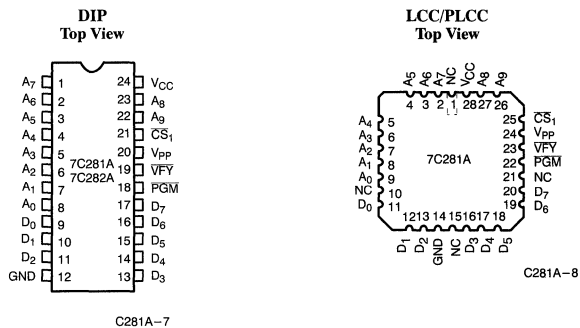 DIP
Top View
A7 1 24 VCC
A6 2 23 A8
A5 3 22 A9
A4 4 21 CS1
A3 5 20 VPP
A2 6 19 VFY
A1 7 18 PGM
A0 8 17 D7
D0 9 16 D6
D1 10 15 D5
D2 11 14 D4
GND 12 13 D3
7C281A
7C282A
C281A-7
LCC/PLCC
Top View
A5 A6 A7 NC VCC A8 A9
4 3 2 1 28 27 26
A4 5 25 CS1
A3 6 24 VPP
A2 7 23 VFY
A1 8 22 PGM
A0 9 21 NC
NC 10 20 D7
D0 11 19 D6
7C281A
12 13 14 15 16 17 18
D1 D2 GND NC D3 D4 D5
C281A-8